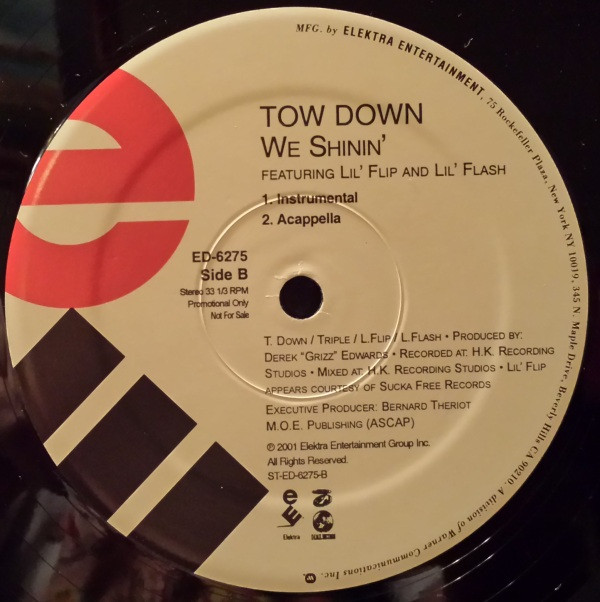 MFG. by ELEKTRA ENTERTAINMENT, 75 Rockefeller Plaza, New York NY 10019, 345 N. Maple Drive, Beverly Hills CA 90210. A division of Warner Communications Inc.
TOW DOWN
WE SHININ'
FEATURING LIL' FLIP AND LIL' FLASH
1. Instrumental
2. Acappella
ED-6275
Side B
Stereo 33 1/3 RPM
Promotional Only
Not For Sale
T. DOWN / TRIPLE / L.FLIP / L.FLASH • PRODUCED BY:
DEREK "GRIZZ" EDWARDS • RECORDED AT: H.K. RECORDING
STUDIOS • MIXED AT: H.K. RECORDING STUDIOS • LIL' FLIP
APPEARS COURTESY OF SUCKA FREE RECORDS
EXECUTIVE PRODUCER: BERNARD THERIOT
M.O.E. PUBLISHING (ASCAP)
© 2001 Elektra Entertainment Group Inc.
All Rights Reserved.
ST-ED-6275-B
Elektra